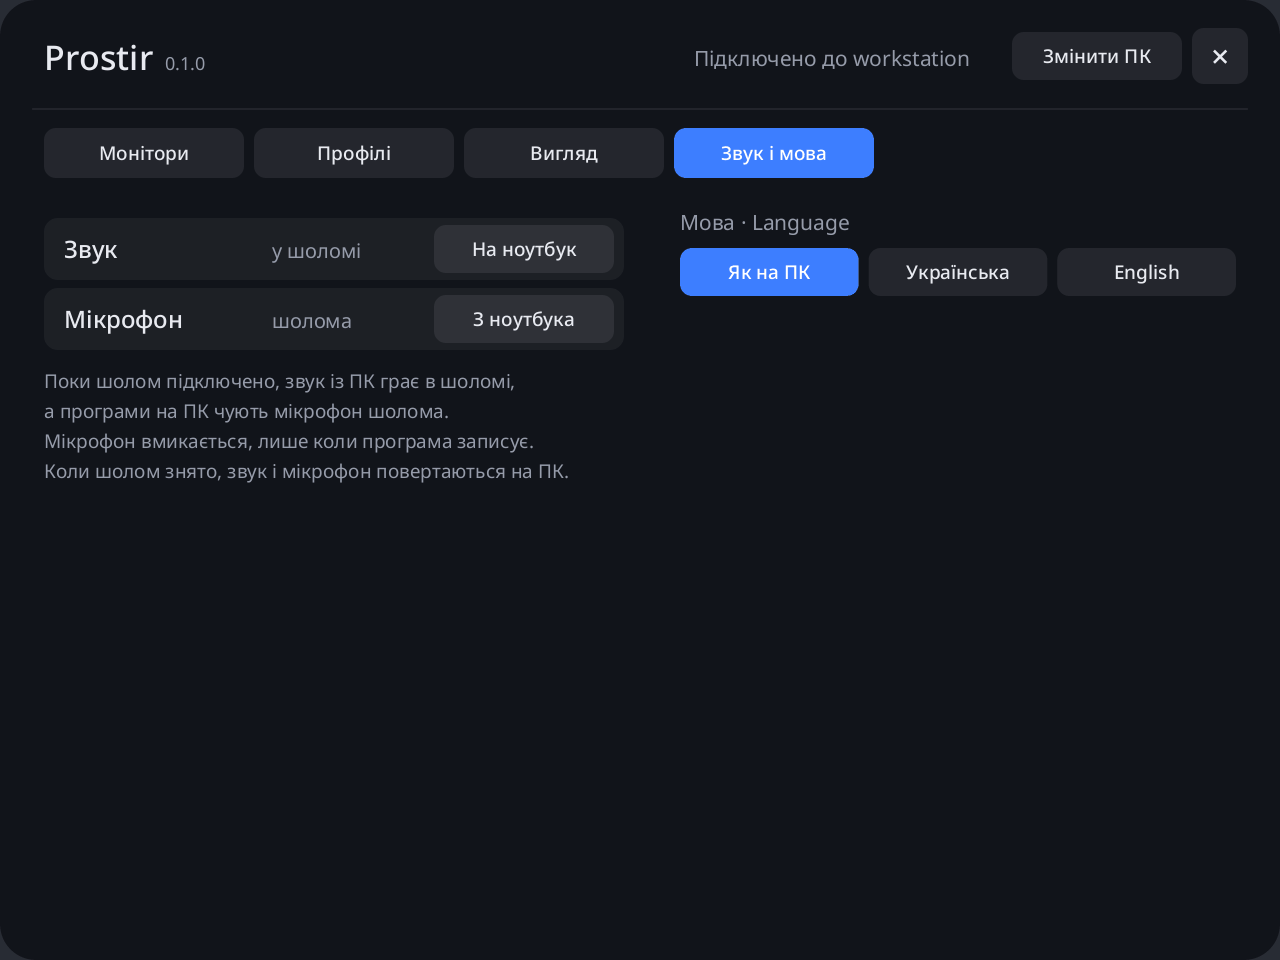 Prostir 0.1.0
Підключено до workstation
Змінити ПК
✕
Монітори
Профілі
Вигляд
Звук і мова
Звук
у шоломі
На ноутбук
Мікрофон
шолома
З ноутбука
Поки шолом підключено, звук із ПК грає в шоломі,
а програми на ПК чують мікрофон шолома.
Мікрофон вмикається, лише коли програма записує.
Коли шолом знято, звук і мікрофон повертаються на ПК.
Мова · Language
Як на ПК
Українська
English